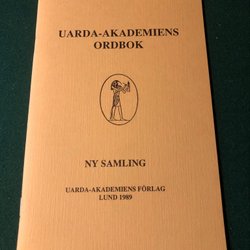 UARDA-AKADEMIENS
ORDBOK
NY SAMLING
UARDA-AKADEMIENS FÖRLAG
LUND 1989